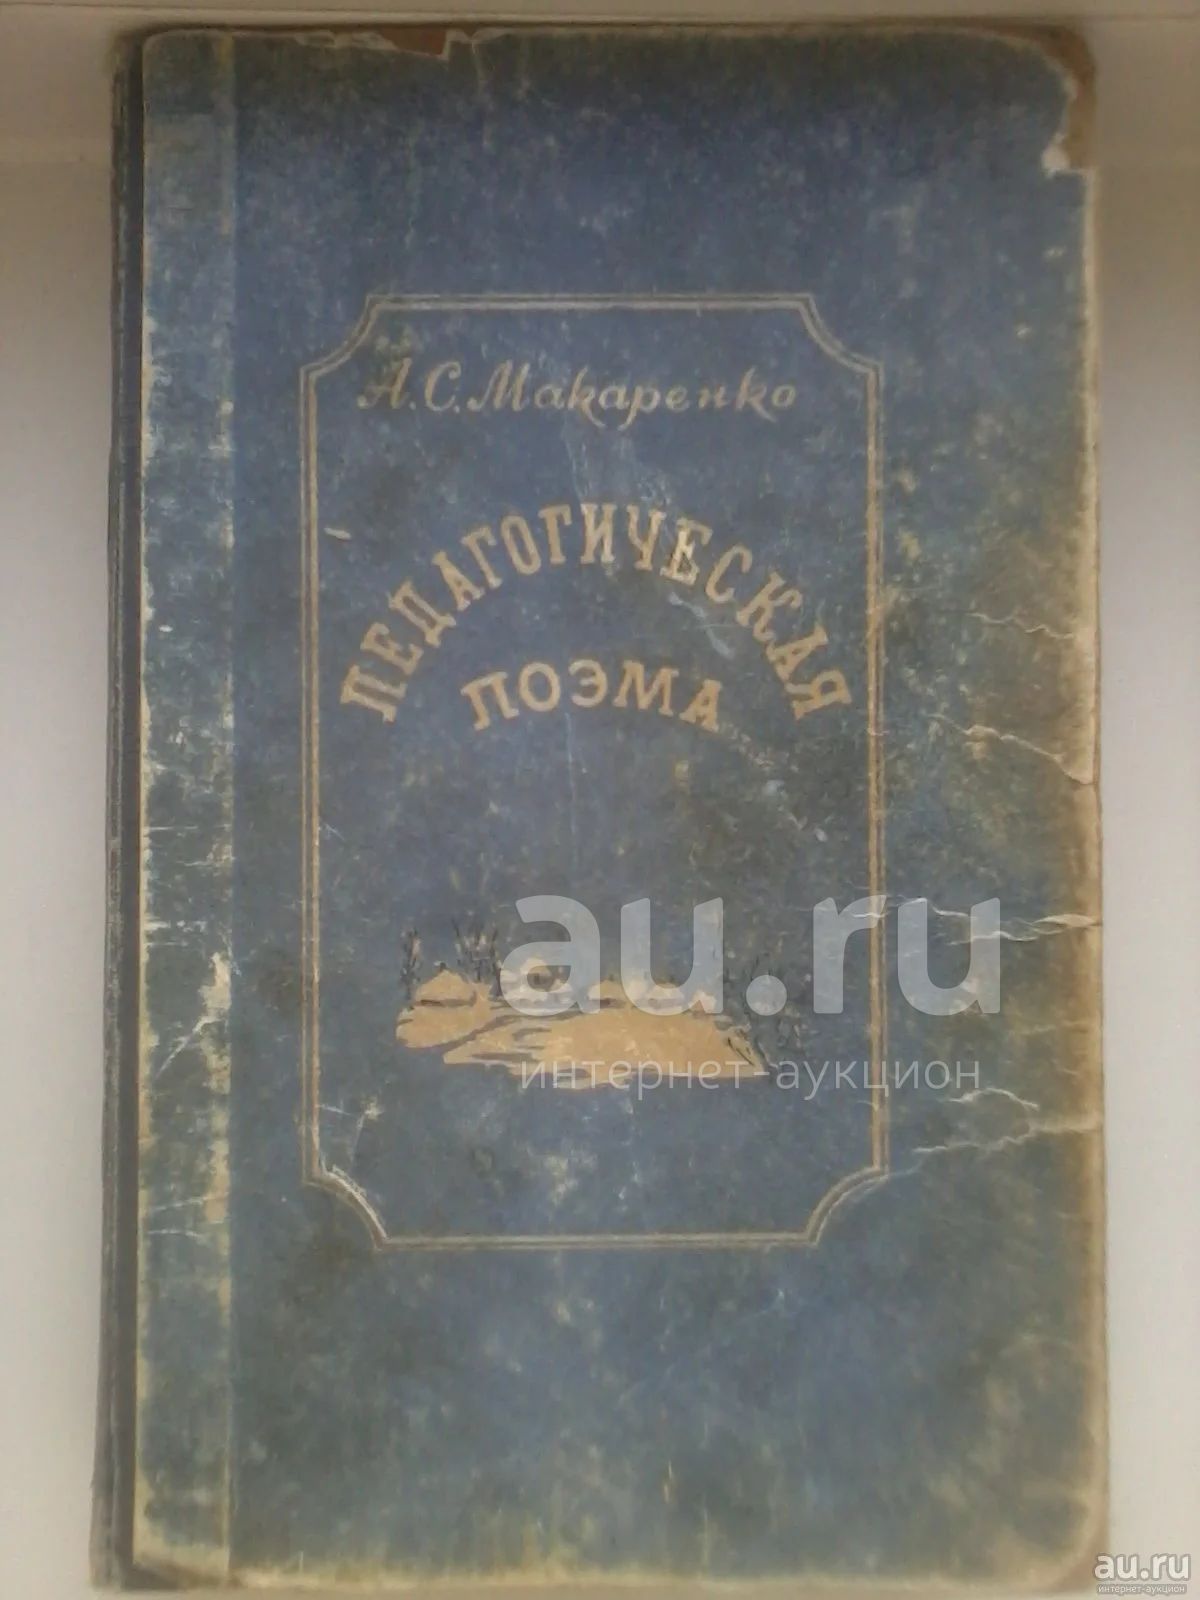 А.С. Макаренко
ПЕДАГОГИЧЕСКАЯ
ПОЭМА
au.ru
интернет-аукцион
au.ru
интернет-аукцион